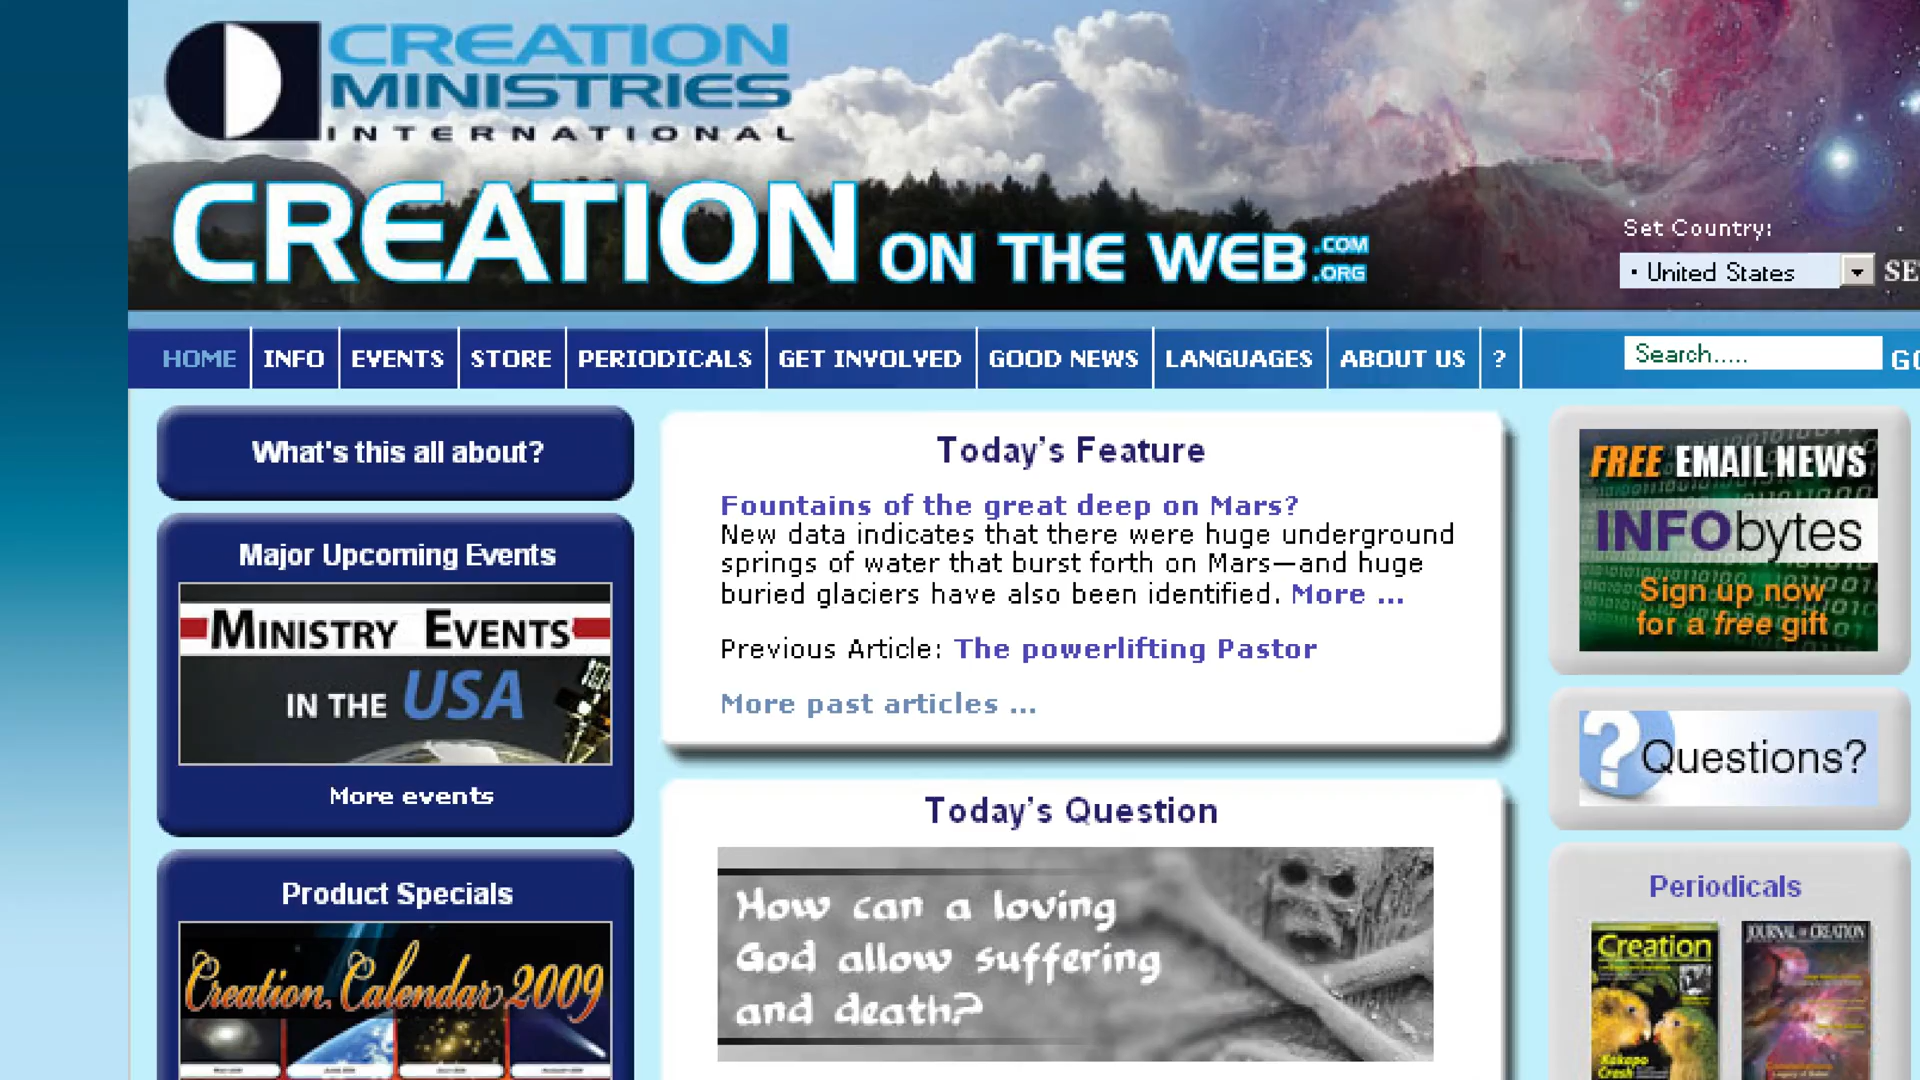 CREATION
MINISTRIES
INTERNATIONAL
CREATION ON THE WEB .COM
.ORG
Set Country:
• United States
HOME INFO EVENTS STORE PERIODICALS GET INVOLVED GOOD NEWS LANGUAGES ABOUT US ?
Search.....
What's this all about?
Major Upcoming Events
MINISTRY EVENTS
IN THE USA
More events
Product Specials
Creation Calendar 2009
Today’s Feature
Fountains of the great deep on Mars?
New data indicates that there were huge underground
springs of water that burst forth on Mars—and huge
buried glaciers have also been identified. More ...
Previous Article: The powerlifting Pastor
More past articles ...
Today’s Question
How can a loving
God allow suffering
and death?
FREE EMAIL NEWS
INFObytes
Sign up now
for a free gift
Questions?
Periodicals
Creation
Kakapo
Crash
JOURNAL OF CREATION